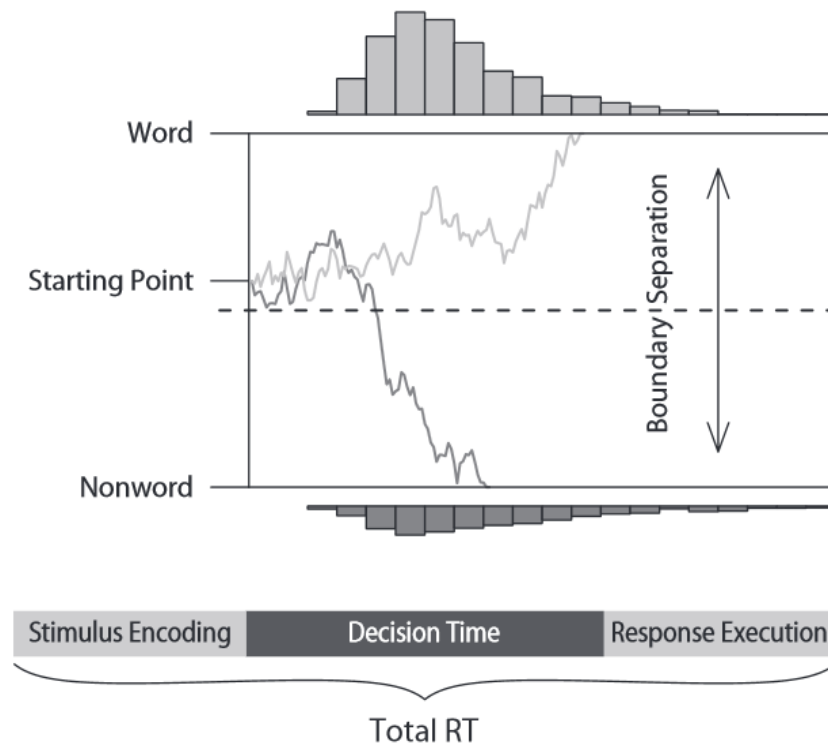 Word
Starting Point
Boundary Separation
Nonword
Stimulus Encoding
Decision Time
Response Execution
Total RT